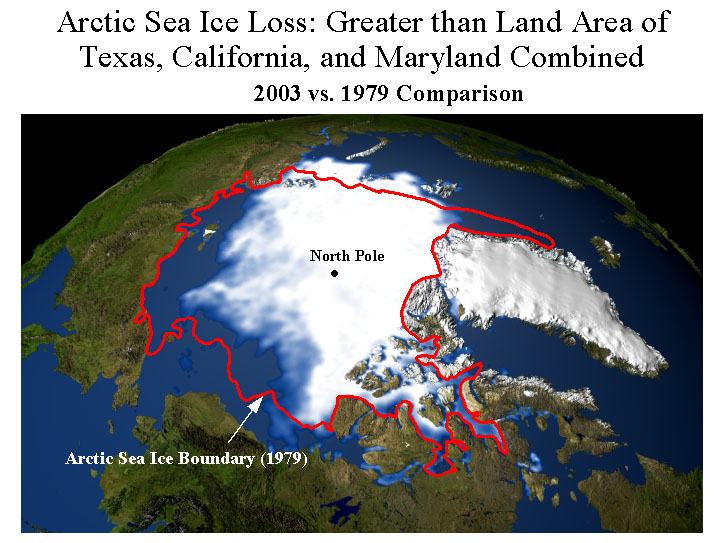 Arctic Sea Ice Loss: Greater than Land Area of
Texas, California, and Maryland Combined
2003 vs. 1979 Comparison
North Pole
Arctic Sea Ice Boundary (1979)